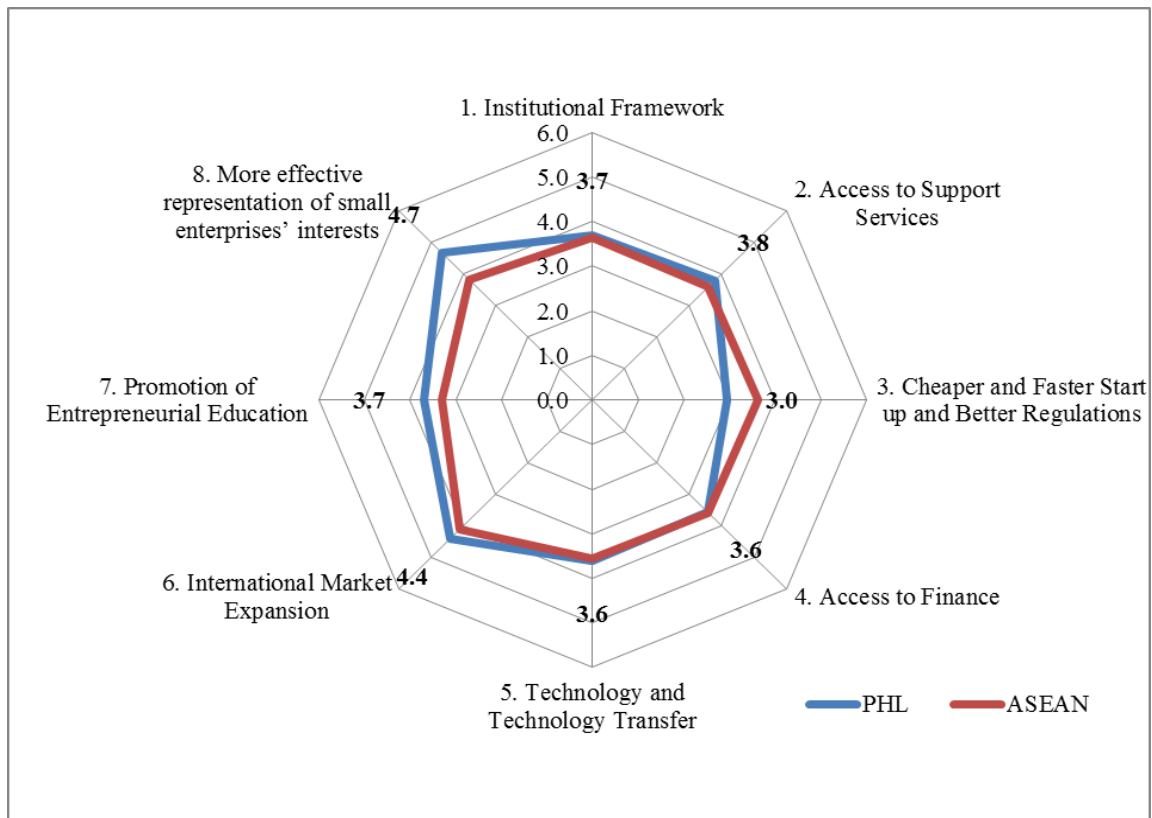 1. Institutional Framework
6.0
5.0
4.0
3.0
2.0
1.0
0.0
3.7
2. Access to Support
Services
3.8
3. Cheaper and Faster Start
up and Better Regulations
3.0
4. Access to Finance
3.6
5. Technology and
Technology Transfer
3.6
6. International Market
Expansion
4.4
7. Promotion of
Entrepreneurial Education
3.7
8. More effective
representation of small
enterprises’ interests
4.7
PHL
ASEAN